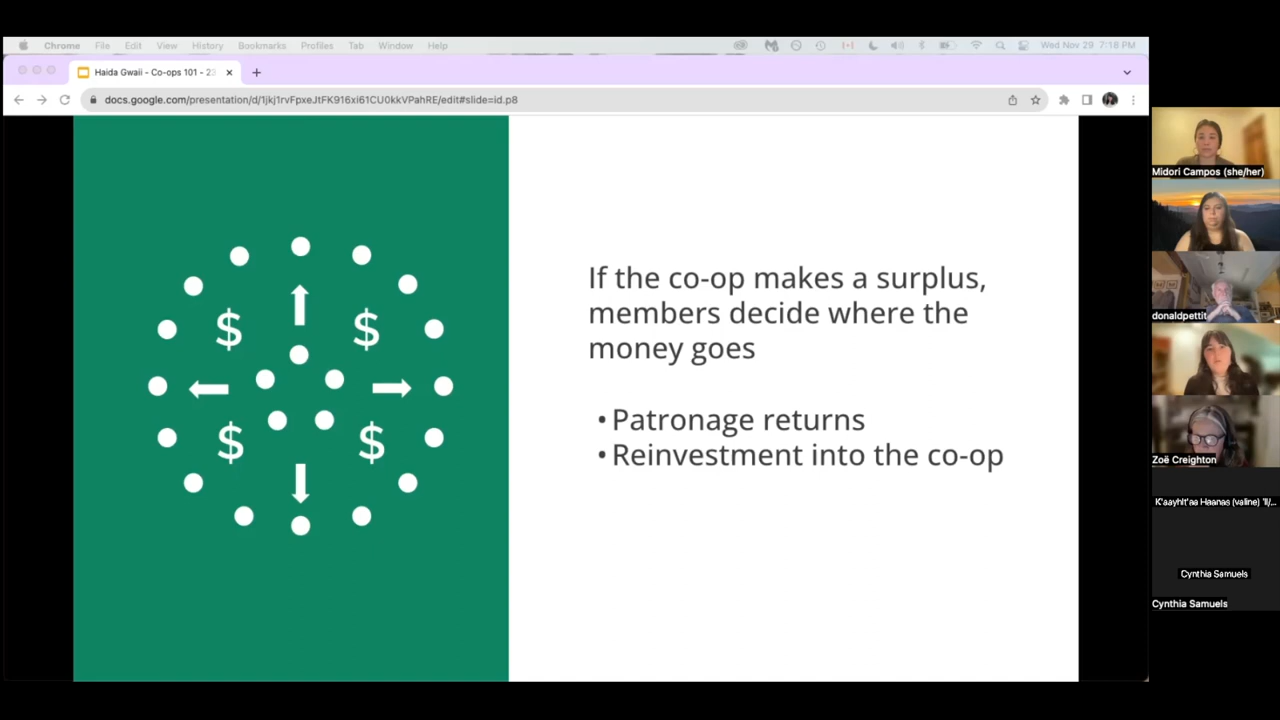 Chrome File Edit View History Bookmarks Profiles Tab Window Help Wed Nov 29 7:18 PM
Haida Gwaii - Co-ops 101 - 23
docs.google.com/presentation/d/1jkj1rvFpxeJtFK916xi61CU0kkVPahRE/edit#slide=id.p8
If the co-op makes a surplus,
members decide where the
money goes
• Patronage returns
• Reinvestment into the co-op
$ $
$ $
Midori Campos (she/her)
donaldpettit
Zoë Creighton
K'aayhlt'aa Haanas (valine) 'll/...
Cynthia Samuels
Cynthia Samuels